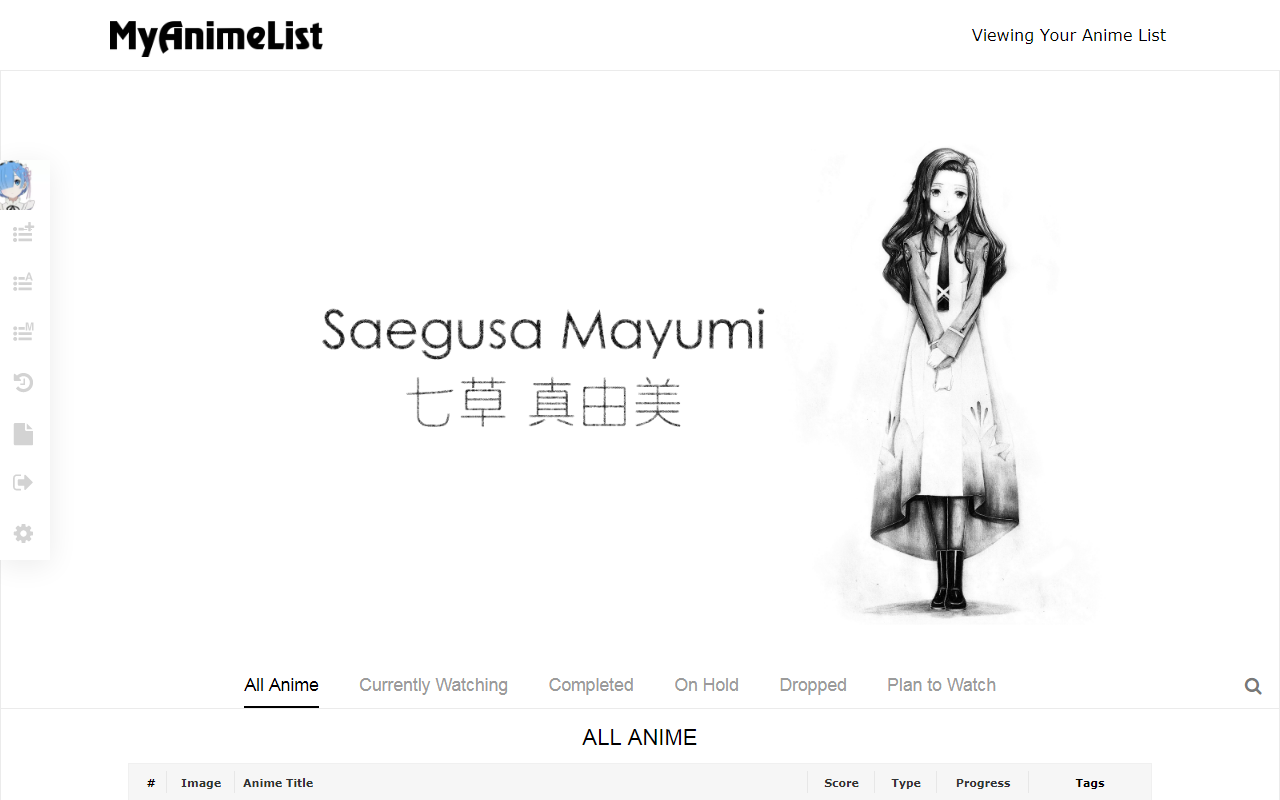 MyAnimeList
Viewing Your Anime List
Saegusa Mayumi
七草 真由美
All Anime Currently Watching Completed On Hold Dropped Plan to Watch
ALL ANIME
# Image Anime Title Score Type Progress Tags